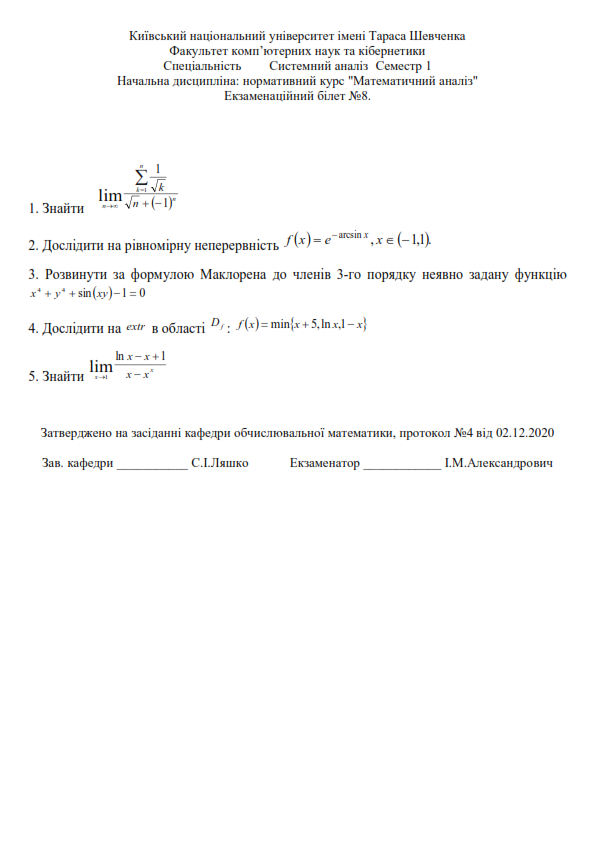 Київський національний університет імені Тараса Шевченка
Факультет комп’ютерних наук та кібернетики
Спеціальність Системний аналіз Семестр 1
Начальна дисципліна: нормативний курс "Математичний аналіз"
Екзаменаційний білет №8.
1. Знайти lim_{n→∞} \frac{\sum_{k=1}^{n} \frac{1}{\sqrt{k}}}{\sqrt{n} + (−1)^n}
2. Дослідити на рівномірну неперервність f(x) = e^{−arcsin x}, x ∈ (−1,1).
3. Розвинути за формулою Маклорена до членів 3-го порядку неявно задану функцію
x^4 + y^4 + sin(xy) − 1 = 0
4. Дослідити на extr в області D_f : f(x) = min{x + 5, ln x,1 − x}
5. Знайти lim_{x→1} \frac{ln x − x + 1}{x − x^x}
Затверджено на засіданні кафедри обчислювальної математики, протокол №4 від 02.12.2020
Зав. кафедри ___________ С.І.Ляшко Екзаменатор ____________ І.М.Александрович